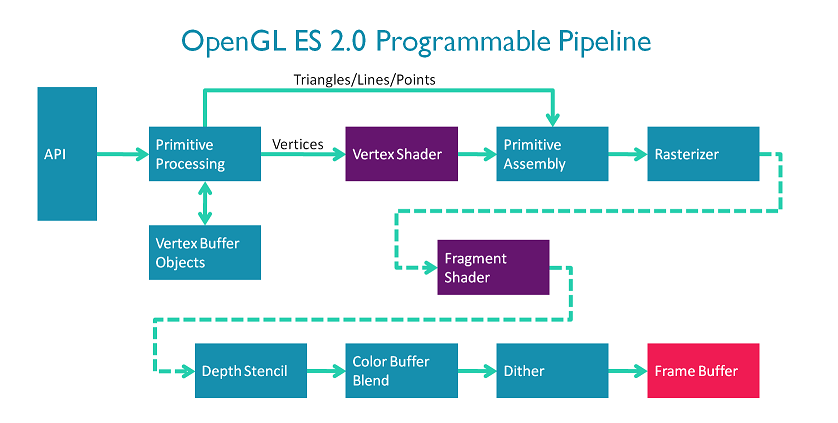 OpenGL ES 2.0 Programmable Pipeline
Triangles/Lines/Points
API
Primitive
Processing
Vertices
Vertex Shader
Primitive
Assembly
Rasterizer
Vertex Buffer
Objects
Fragment
Shader
Depth Stencil
Color Buffer
Blend
Dither
Frame Buffer